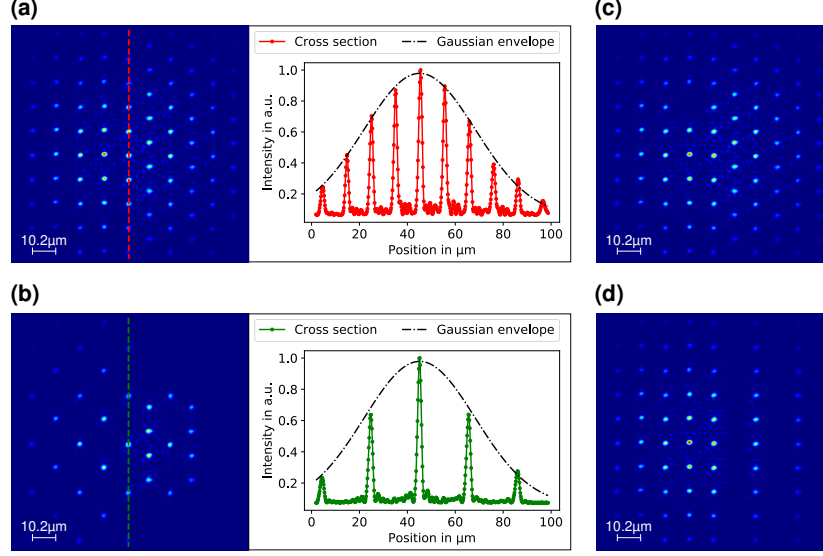 (a)
Cross section
Gaussian envelope
1.0
0.8
0.6
0.4
0.2
Intensity in a.u.
0 20 40 60 80 100
Position in µm
10.2µm
(c)
10.2µm
(b)
Cross section
Gaussian envelope
1.0
0.8
0.6
0.4
0.2
Intensity in a.u.
0 20 40 60 80 100
Position in µm
10.2µm
(d)
10.2µm